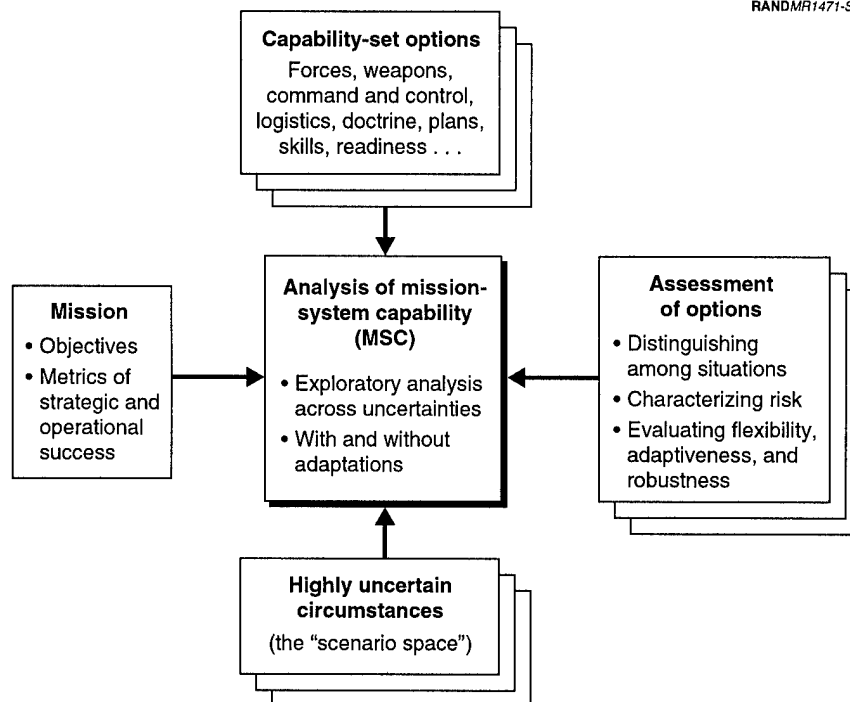 RANDMR1471-S
Capability-set options
Forces, weapons,
command and control,
logistics, doctrine, plans,
skills, readiness . . .
Mission
• Objectives
• Metrics of
strategic and
operational
success
Analysis of mission-
system capability
(MSC)
• Exploratory analysis
across uncertainties
• With and without
adaptations
Assessment
of options
• Distinguishing
among situations
• Characterizing risk
• Evaluating flexibility,
adaptiveness, and
robustness
Highly uncertain
circumstances
(the “scenario space”)